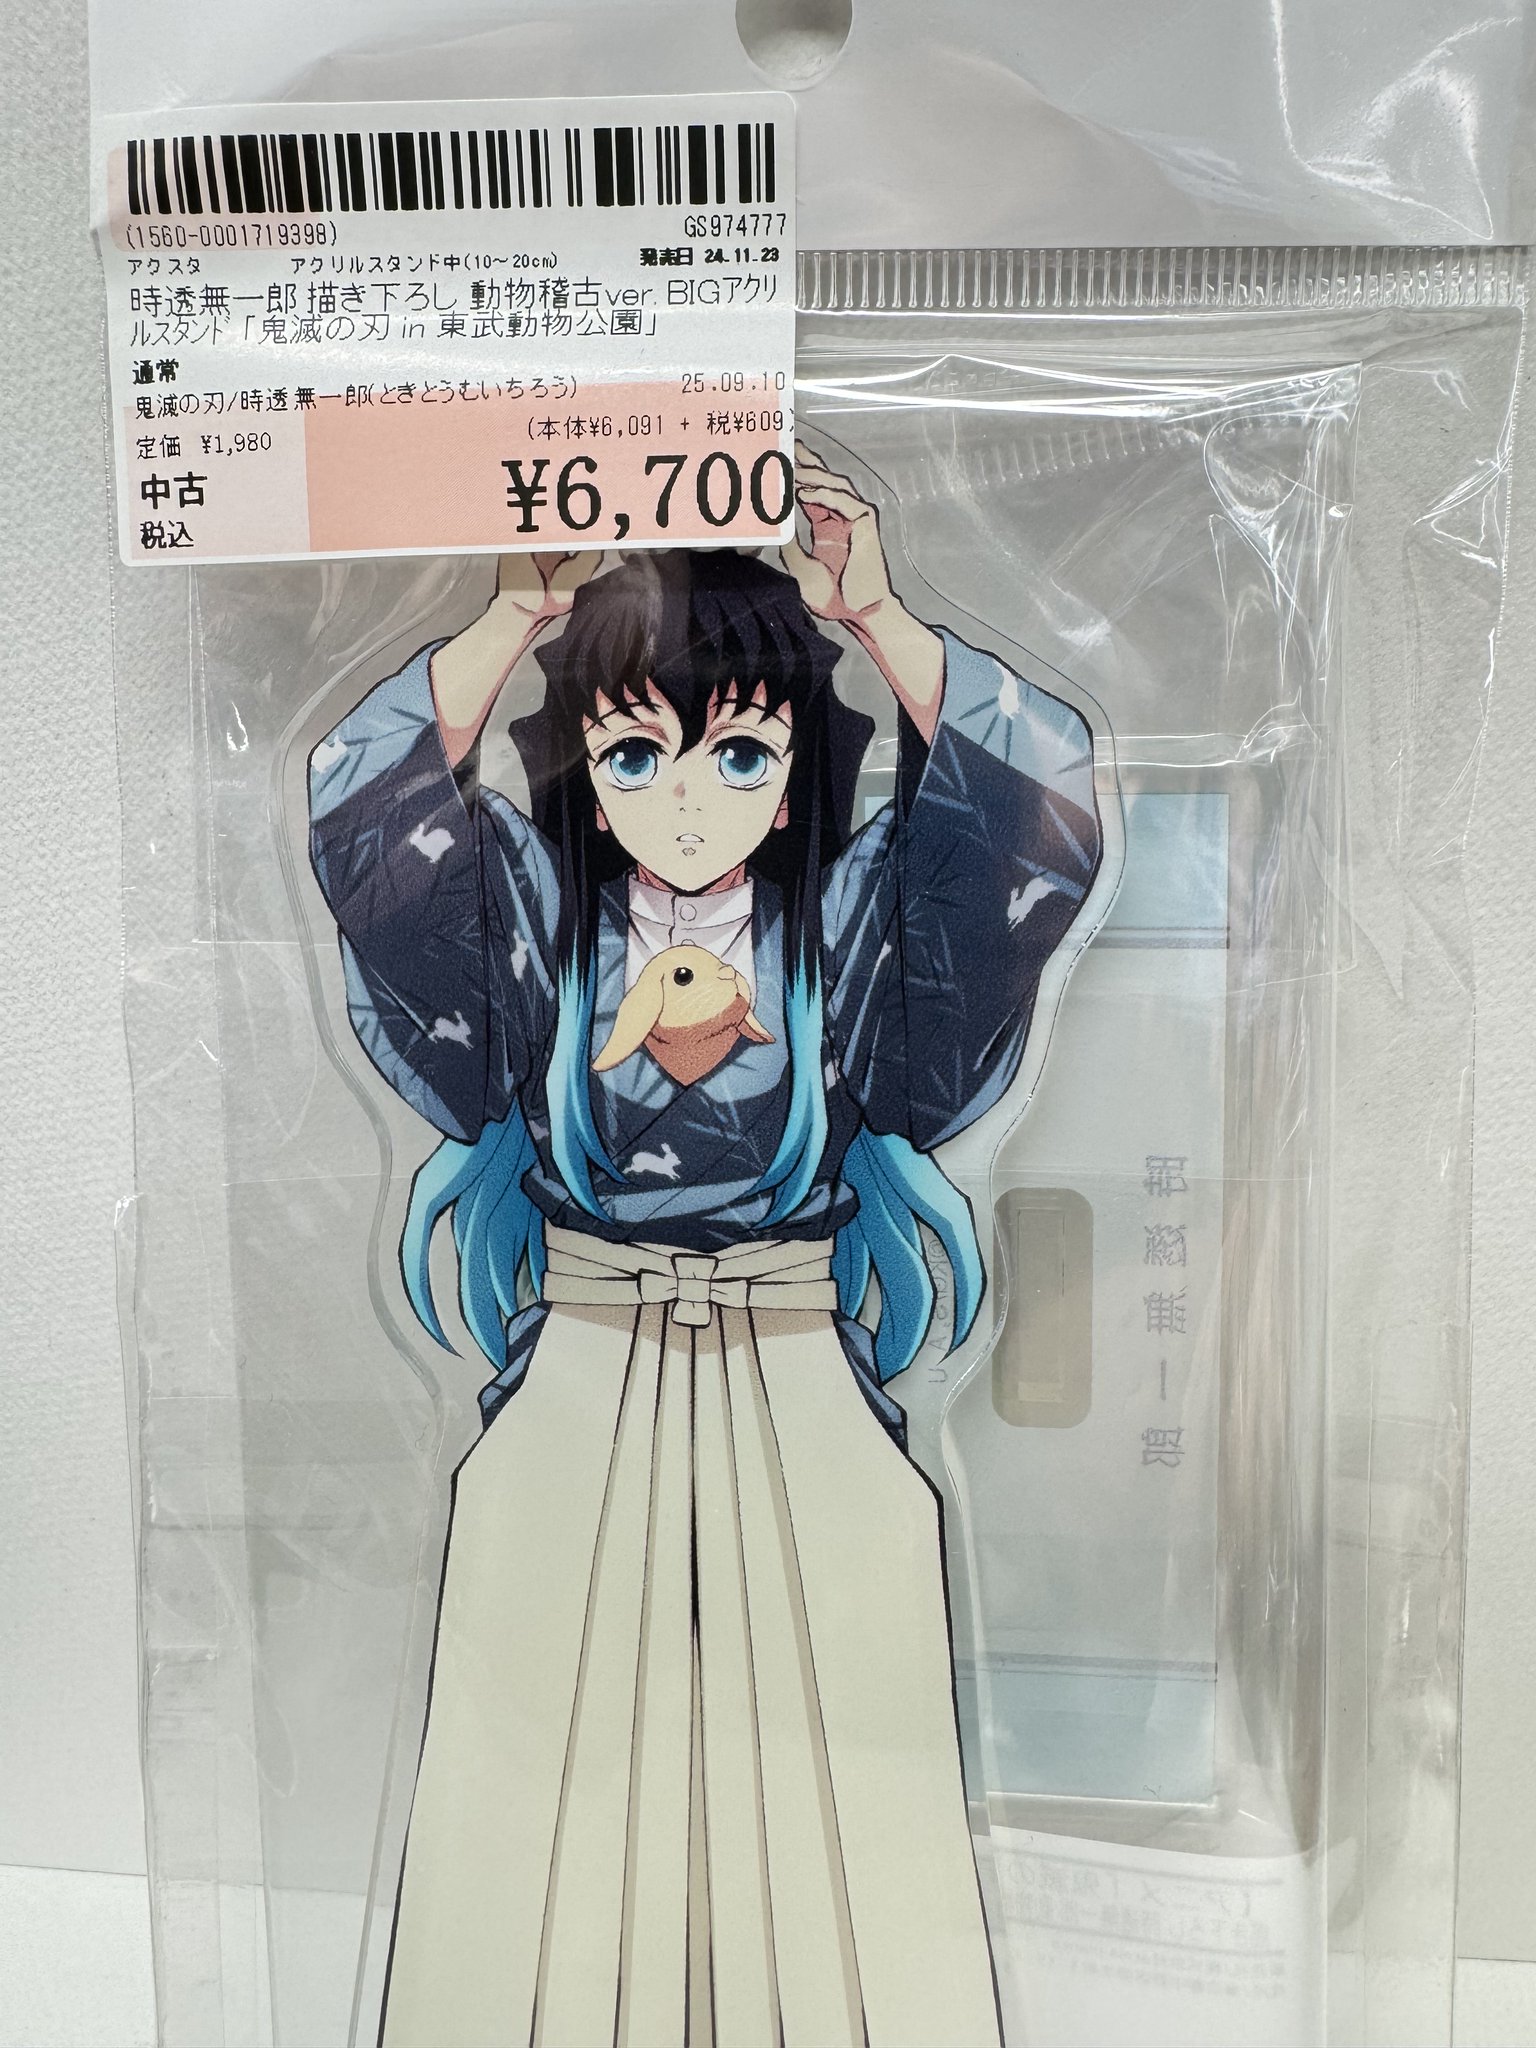 (1560-0001719398) GS974777
アクスタ アクリルスタンド中(10～20cm) 発売日 24.11.23
時透無一郎 描き下ろし 動物稽古ver. BIGアクリ
ルスタンド 「鬼滅の刃 in 東武動物公園」
通常
鬼滅の刃/時透無一郎(ときとうむいちろう) 25.09.10
(本体¥6,091 + 税¥609)
定価 ¥1,980
中古 ¥6,700
税込
時透無一郎